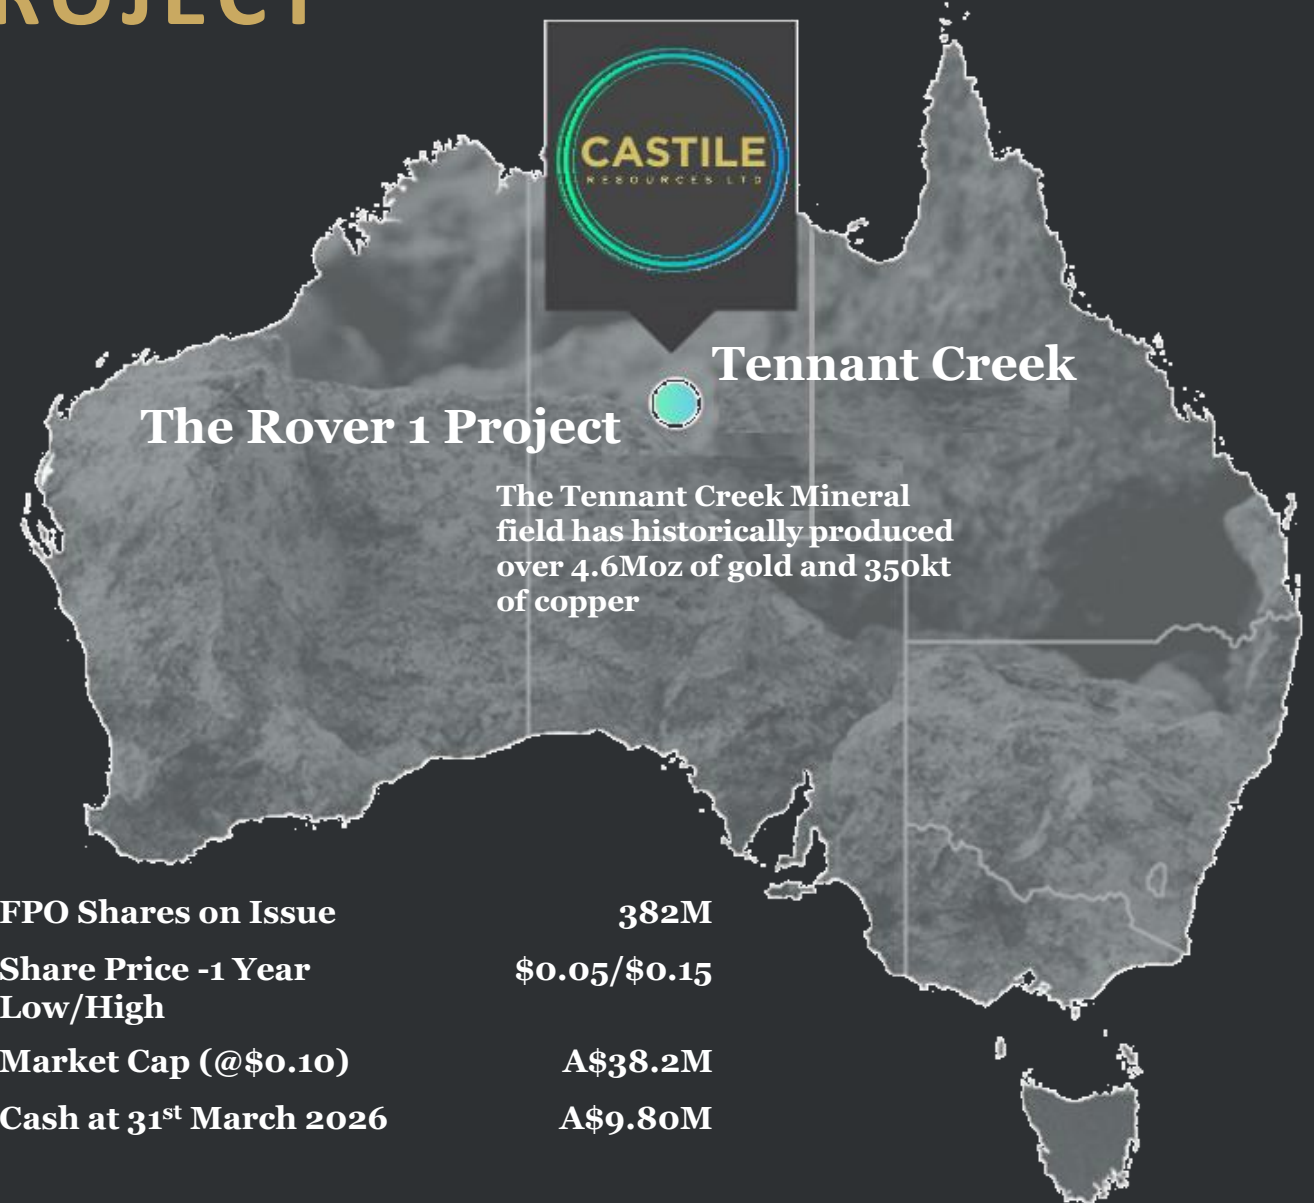 ROJECT
CASTILE
RESOURCES LTD
Tennant Creek
The Rover 1 Project
The Tennant Creek Mineral
field has historically produced
over 4.6Moz of gold and 350kt
of copper
FPO Shares on Issue 382M
Share Price -1 Year $0.05/$0.15
Low/High
Market Cap (@$0.10) A$38.2M
Cash at 31st March 2026 A$9.80M